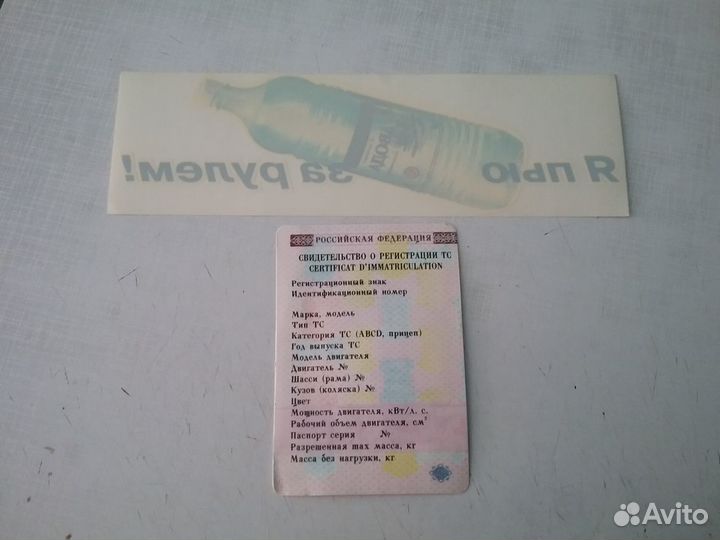 Я пью
ВОДА
за рулем!
РОССИЙСКАЯ ФЕДЕРАЦИЯ
СВИДЕТЕЛЬСТВО О РЕГИСТРАЦИИ ТС
CERTIFICAT D'IMMATRICULATION
Регистрационный знак
Идентификационный номер
Марка, модель
Тип ТС
Категория ТС (ABCD, прицеп)
Год выпуска ТС
Модель двигателя
Двигатель №
Шасси (рама) №
Кузов (коляска) №
Цвет
Мощность двигателя, кВт/л. с.
Рабочий объем двигателя, см³
Паспорт серия №
Разрешенная max масса, кг
Масса без нагрузки, кг
Avito